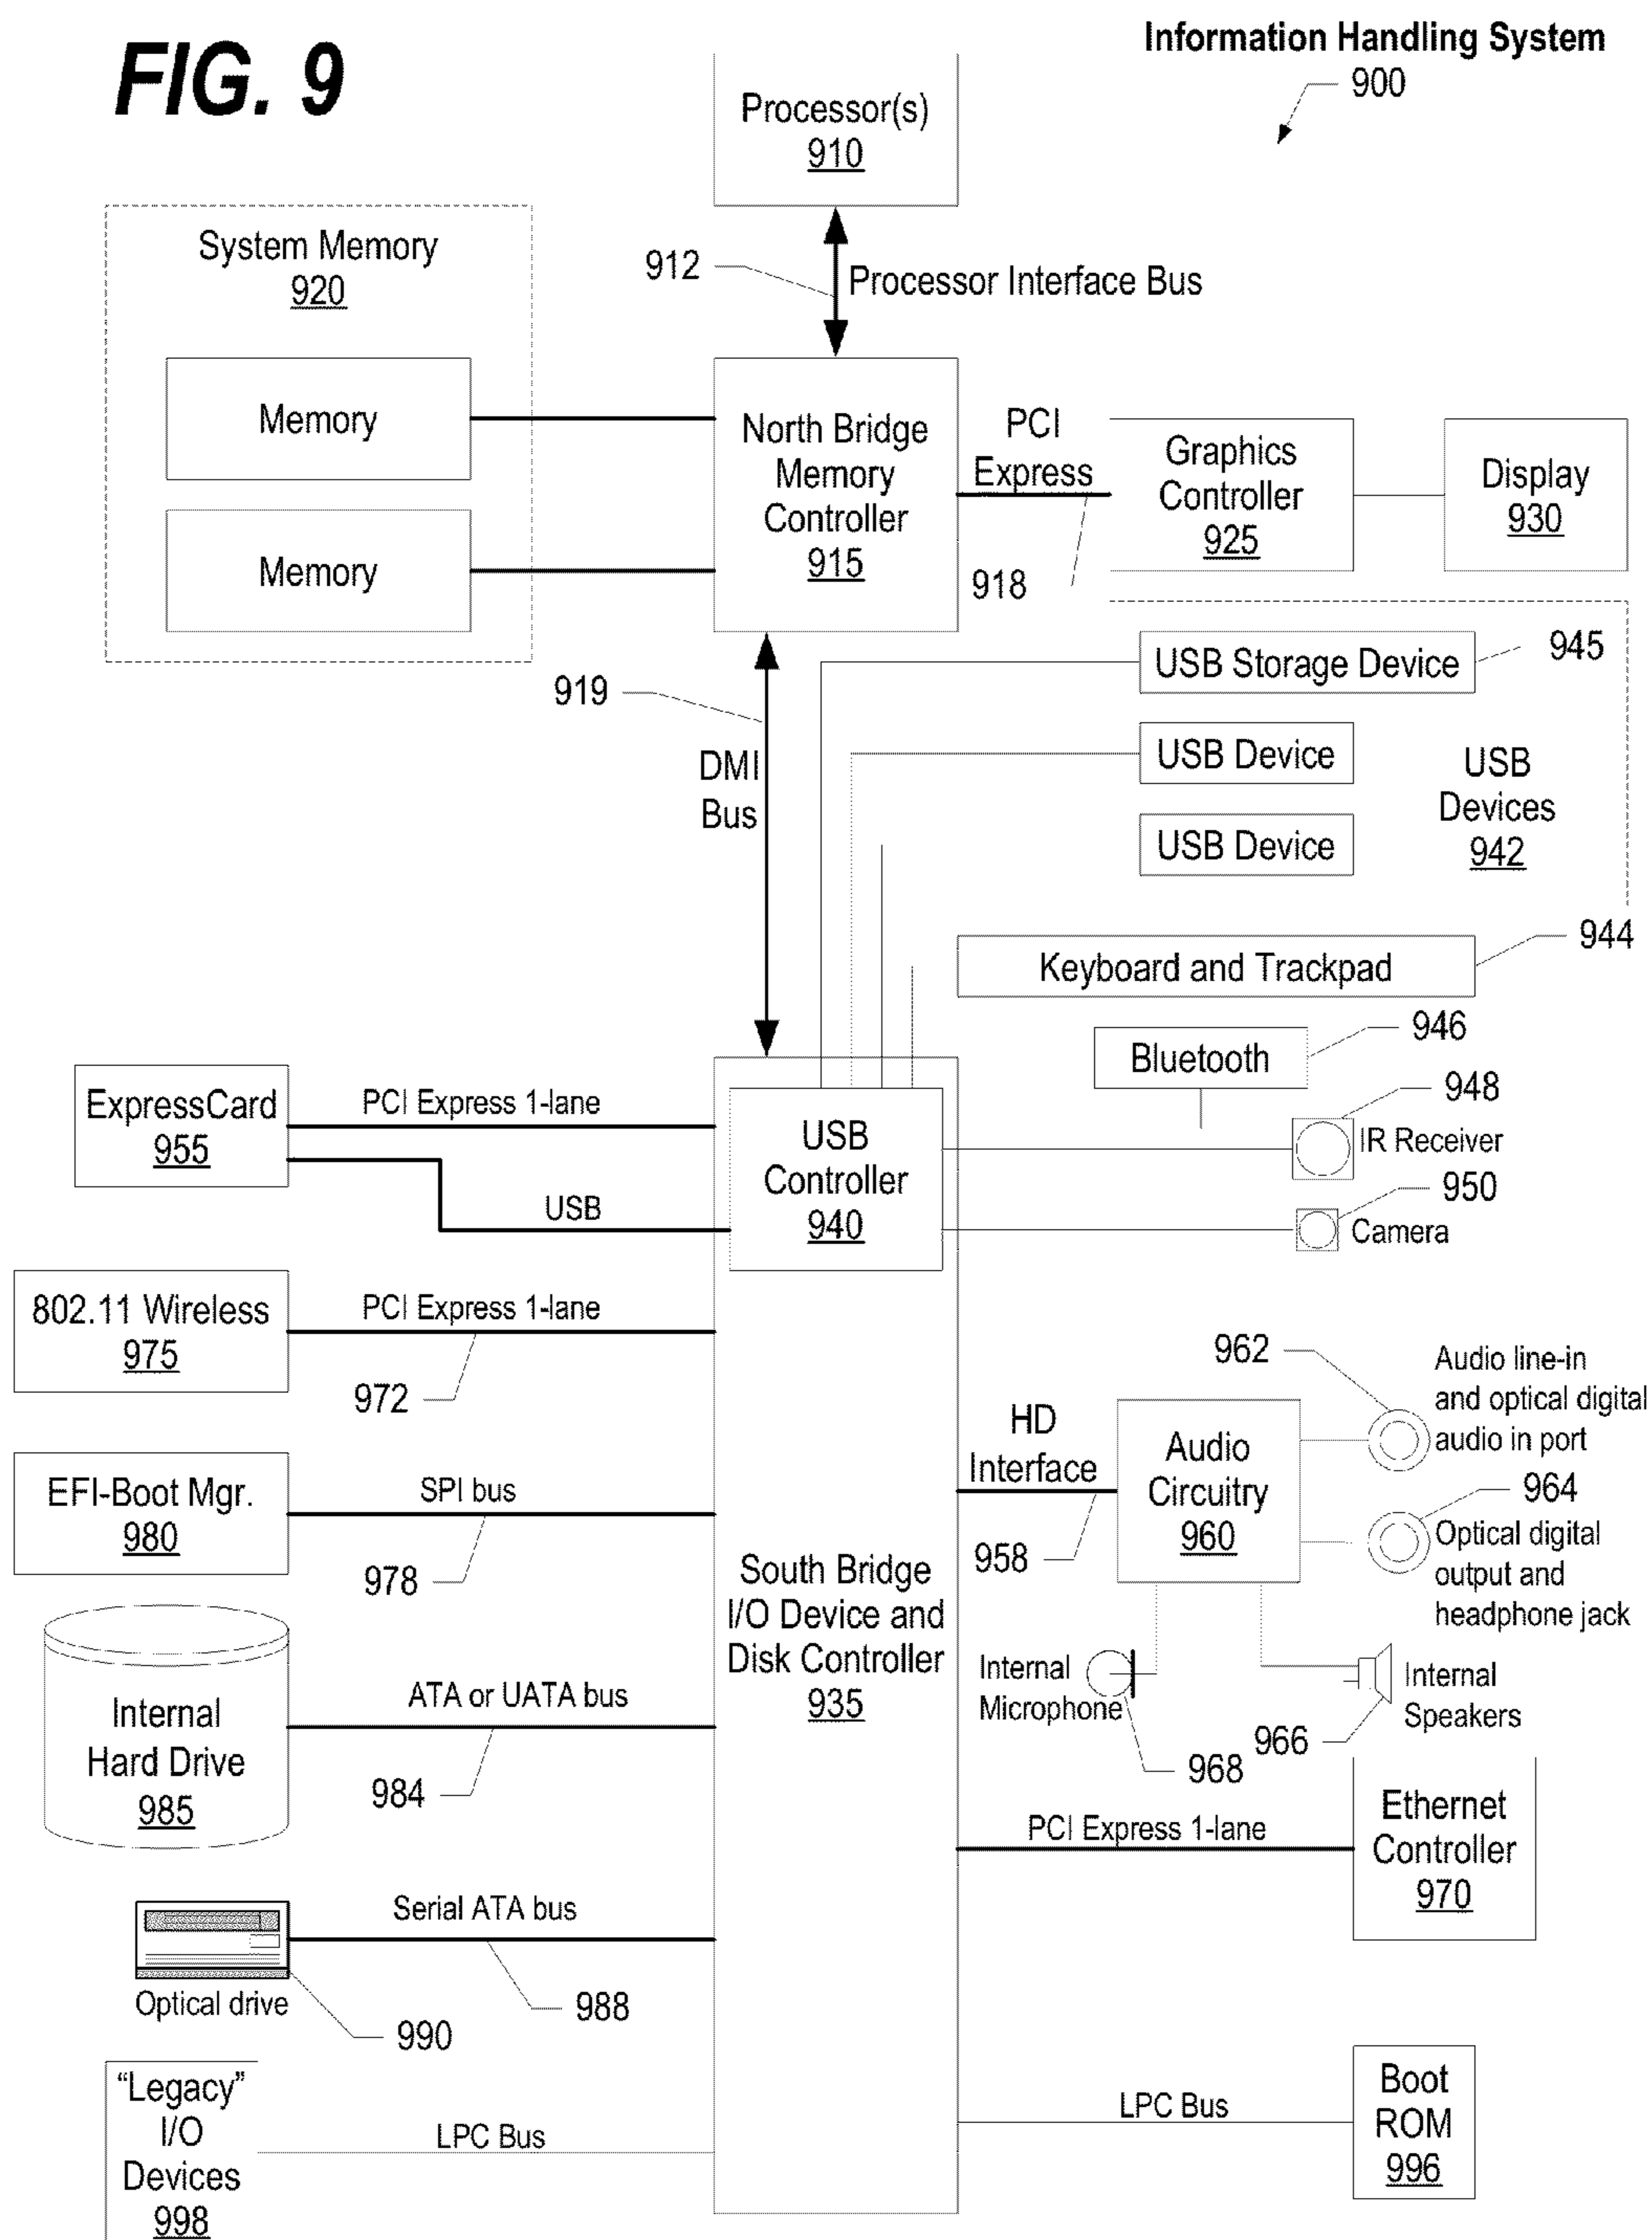 FIG. 9
Information Handling System
900
Processor(s)
910
System Memory
920
912
Processor Interface Bus
Memory
Memory
North Bridge
Memory
Controller
915
PCI
Express
918
Graphics
Controller
925
Display
930
919
DMI
Bus
USB Storage Device
945
USB Device
USB Device
USB
Devices
942
Keyboard and Trackpad
944
Bluetooth
946
948
IR Receiver
950
Camera
ExpressCard
955
PCI Express 1-lane
USB
USB
Controller
940
802.11 Wireless
975
PCI Express 1-lane
972
962
Audio line-in
and optical digital
audio in port
HD
Interface
958
Audio
Circuitry
960
964
Optical digital
output and
headphone jack
EFI-Boot Mgr.
980
SPI bus
978
South Bridge
I/O Device and
Disk Controller
935
Internal
Microphone
968
Internal
Speakers
966
Internal
Hard Drive
985
ATA or UATA bus
984
PCI Express 1-lane
Ethernet
Controller
970
Serial ATA bus
988
Optical drive
990
"Legacy"
I/O
Devices
998
LPC Bus
LPC Bus
Boot
ROM
996